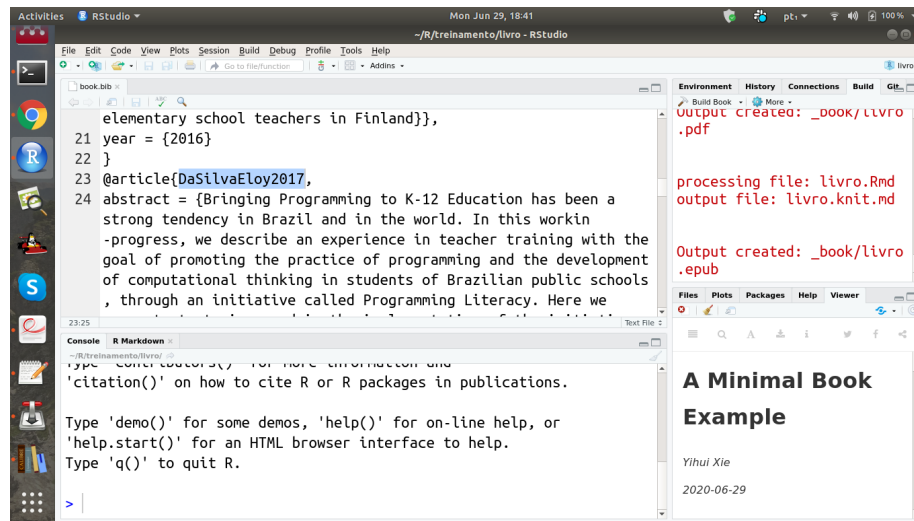 Activities RStudio Mon Jun 29, 18:41 pt₁ 100 %
~/R/treinamento/livro - RStudio
File Edit Code View Plots Session Build Debug Profile Tools Help
Go to file/function Addins livro
book.bib
elementary school teachers in Finland}},
21 year = {2016}
22 }
23 @article{DaSilvaEloy2017,
24 abstract = {Bringing Programming to K-12 Education has been a
strong tendency in Brazil and in the world. In this workin
-progress, we describe an experience in teacher training with the
goal of promoting the practice of programming and the development
of computational thinking in students of Brazilian public schools
, through an initiative called Programming Literacy. Here we
23:25 Text File
Console R Markdown
~/R/treinamento/livro/
Type 'contributors()' for more information and
'citation()' on how to cite R or R packages in publications.
Type 'demo()' for some demos, 'help()' for on-line help, or
'help.start()' for an HTML browser interface to help.
Type 'q()' to quit R.
>
Environment History Connections Build Git
Build Book More
Output created: _book/livro
.pdf
processing file: livro.Rmd
output file: livro.knit.md
Output created: _book/livro
.epub
Files Plots Packages Help Viewer
A Minimal Book
Example
Yihui Xie
2020-06-29